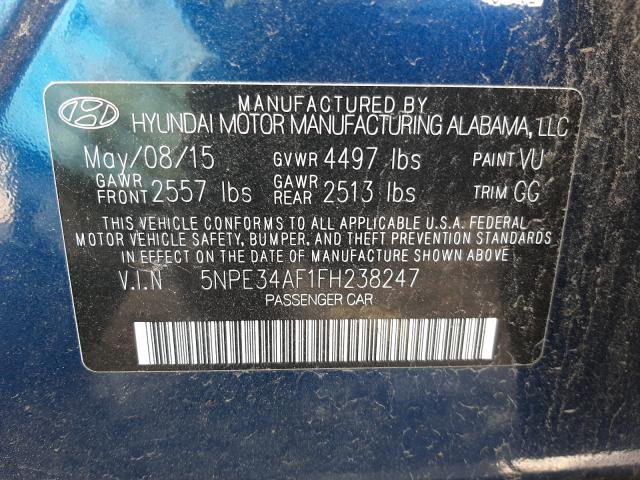 MANUFACTURED BY
HYUNDAI MOTOR MANUFACTURING ALABAMA, LLC
May/08/15 GVWR 4497 lbs PAINT VU
GAWR FRONT 2557 lbs GAWR REAR 2513 lbs TRIM GG
THIS VEHICLE CONFORMS TO ALL APPLICABLE U.S.A. FEDERAL
MOTOR VEHICLE SAFETY, BUMPER, AND THEFT PREVENTION STANDARDS
IN EFFECT ON THE DATE OF MANUFACTURE SHOWN ABOVE
V.I.N 5NPE34AF1FH238247
PASSENGER CAR